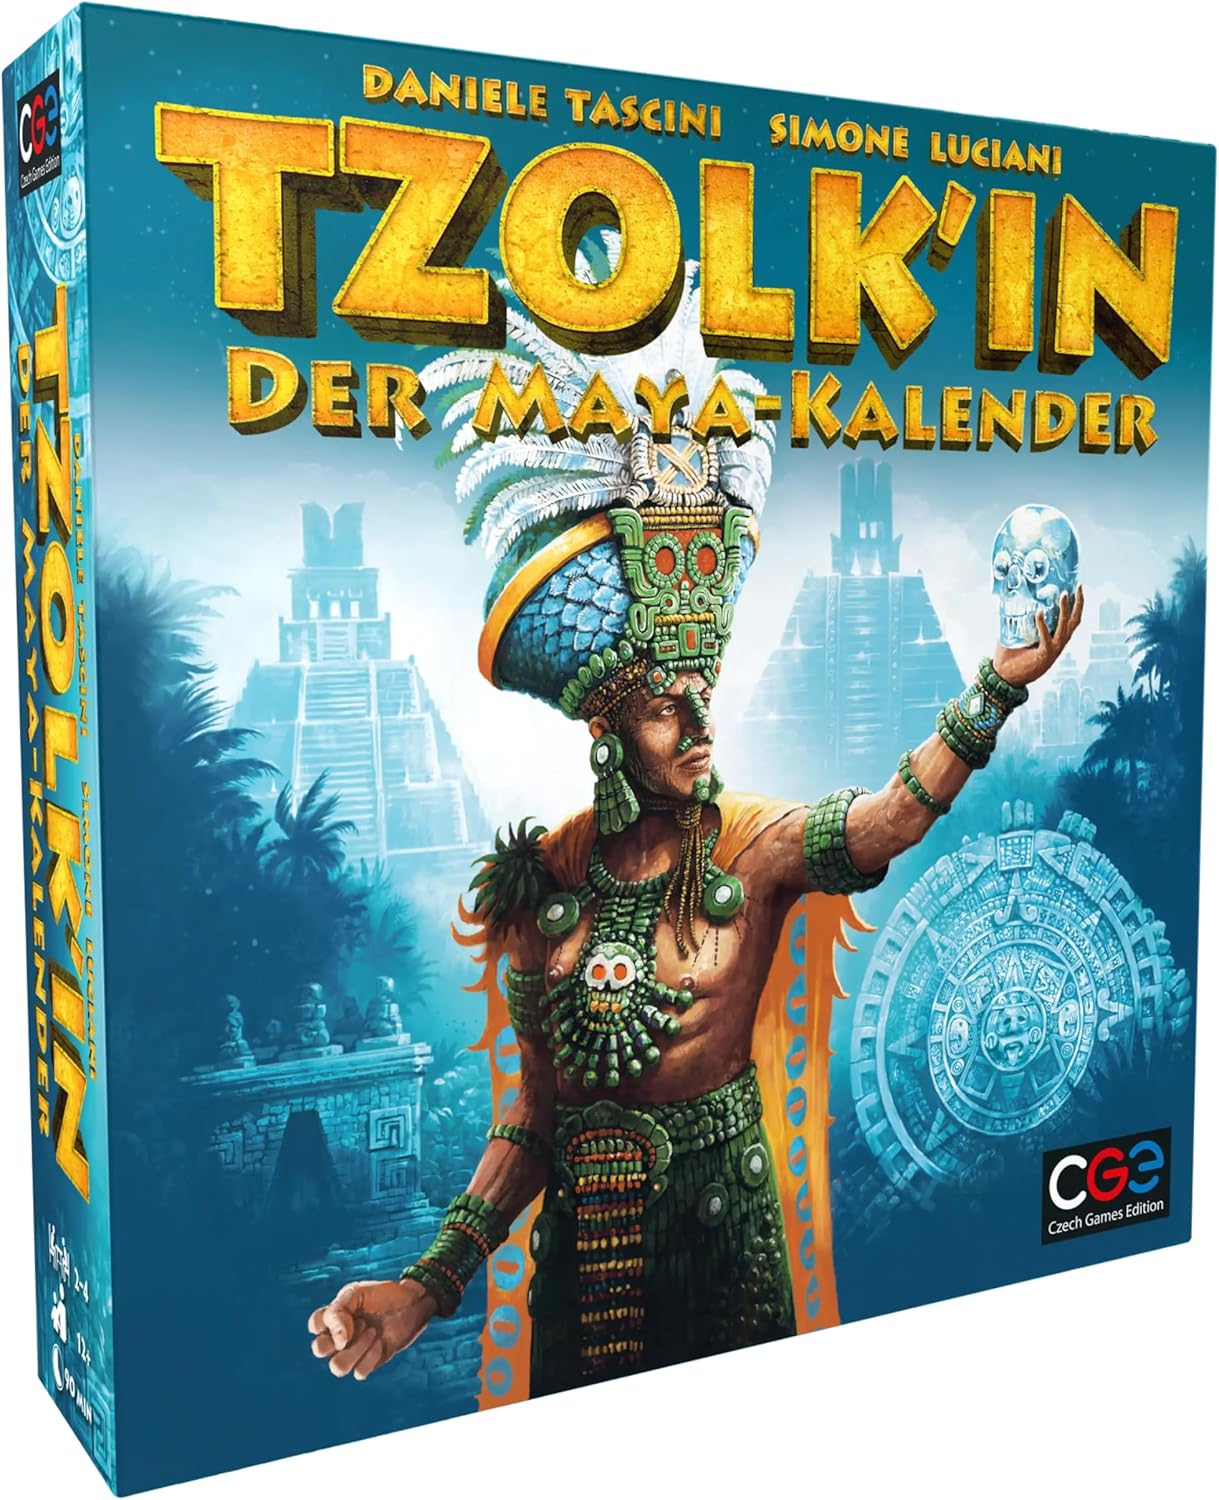 DANIELE TASCINI SIMONE LUCIANI
TZOLK'IN
DER MAYA-KALENDER
CGE
Czech Games Edition
CGE
Czech Games Edition
TZOLK'IN
DER MAYA-KALENDER
DANIELE TASCINI SIMONE LUCIANI
2-4
12+
90 MIN